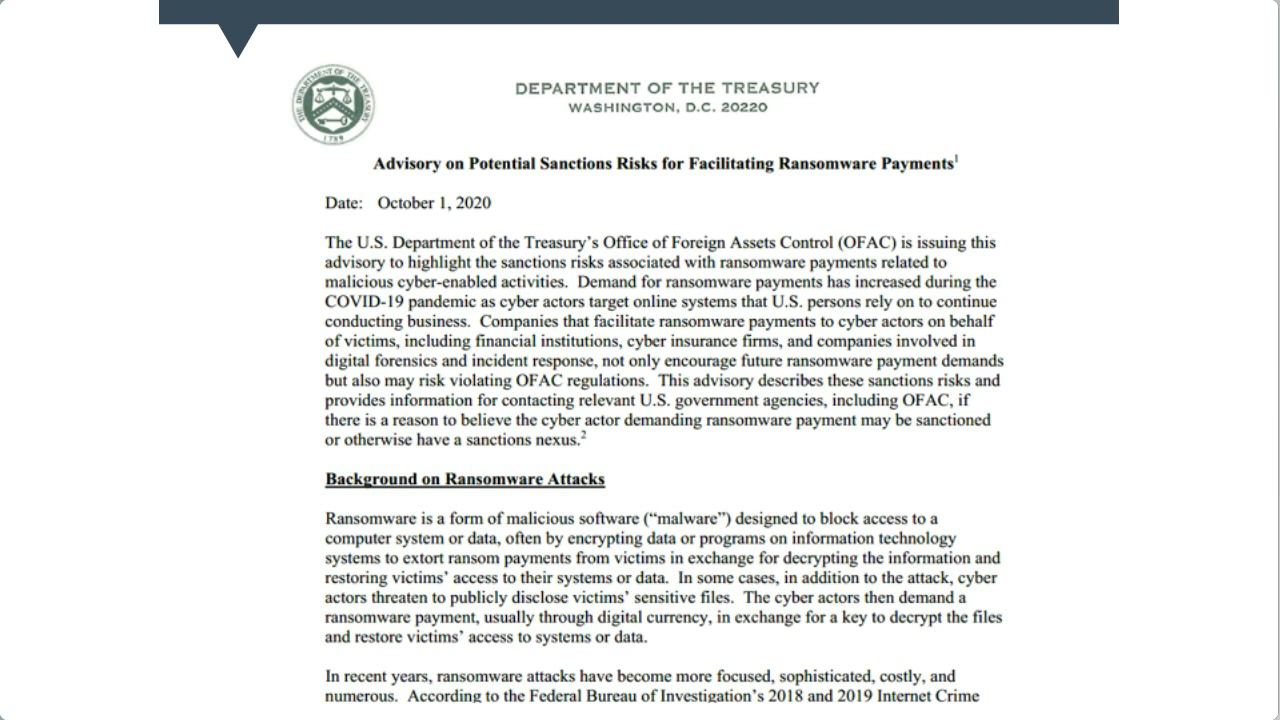 THE DEPARTMENT OF THE TREASURY
1789
DEPARTMENT OF THE TREASURY
WASHINGTON, D.C. 20220
Advisory on Potential Sanctions Risks for Facilitating Ransomware Payments¹
Date: October 1, 2020
The U.S. Department of the Treasury’s Office of Foreign Assets Control (OFAC) is issuing this
advisory to highlight the sanctions risks associated with ransomware payments related to
malicious cyber-enabled activities. Demand for ransomware payments has increased during the
COVID-19 pandemic as cyber actors target online systems that U.S. persons rely on to continue
conducting business. Companies that facilitate ransomware payments to cyber actors on behalf
of victims, including financial institutions, cyber insurance firms, and companies involved in
digital forensics and incident response, not only encourage future ransomware payment demands
but also may risk violating OFAC regulations. This advisory describes these sanctions risks and
provides information for contacting relevant U.S. government agencies, including OFAC, if
there is a reason to believe the cyber actor demanding ransomware payment may be sanctioned
or otherwise have a sanctions nexus.²
Background on Ransomware Attacks
Ransomware is a form of malicious software (“malware”) designed to block access to a
computer system or data, often by encrypting data or programs on information technology
systems to extort ransom payments from victims in exchange for decrypting the information and
restoring victims’ access to their systems or data. In some cases, in addition to the attack, cyber
actors threaten to publicly disclose victims’ sensitive files. The cyber actors then demand a
ransomware payment, usually through digital currency, in exchange for a key to decrypt the files
and restore victims’ access to systems or data.
In recent years, ransomware attacks have become more focused, sophisticated, costly, and
numerous. According to the Federal Bureau of Investigation’s 2018 and 2019 Internet Crime